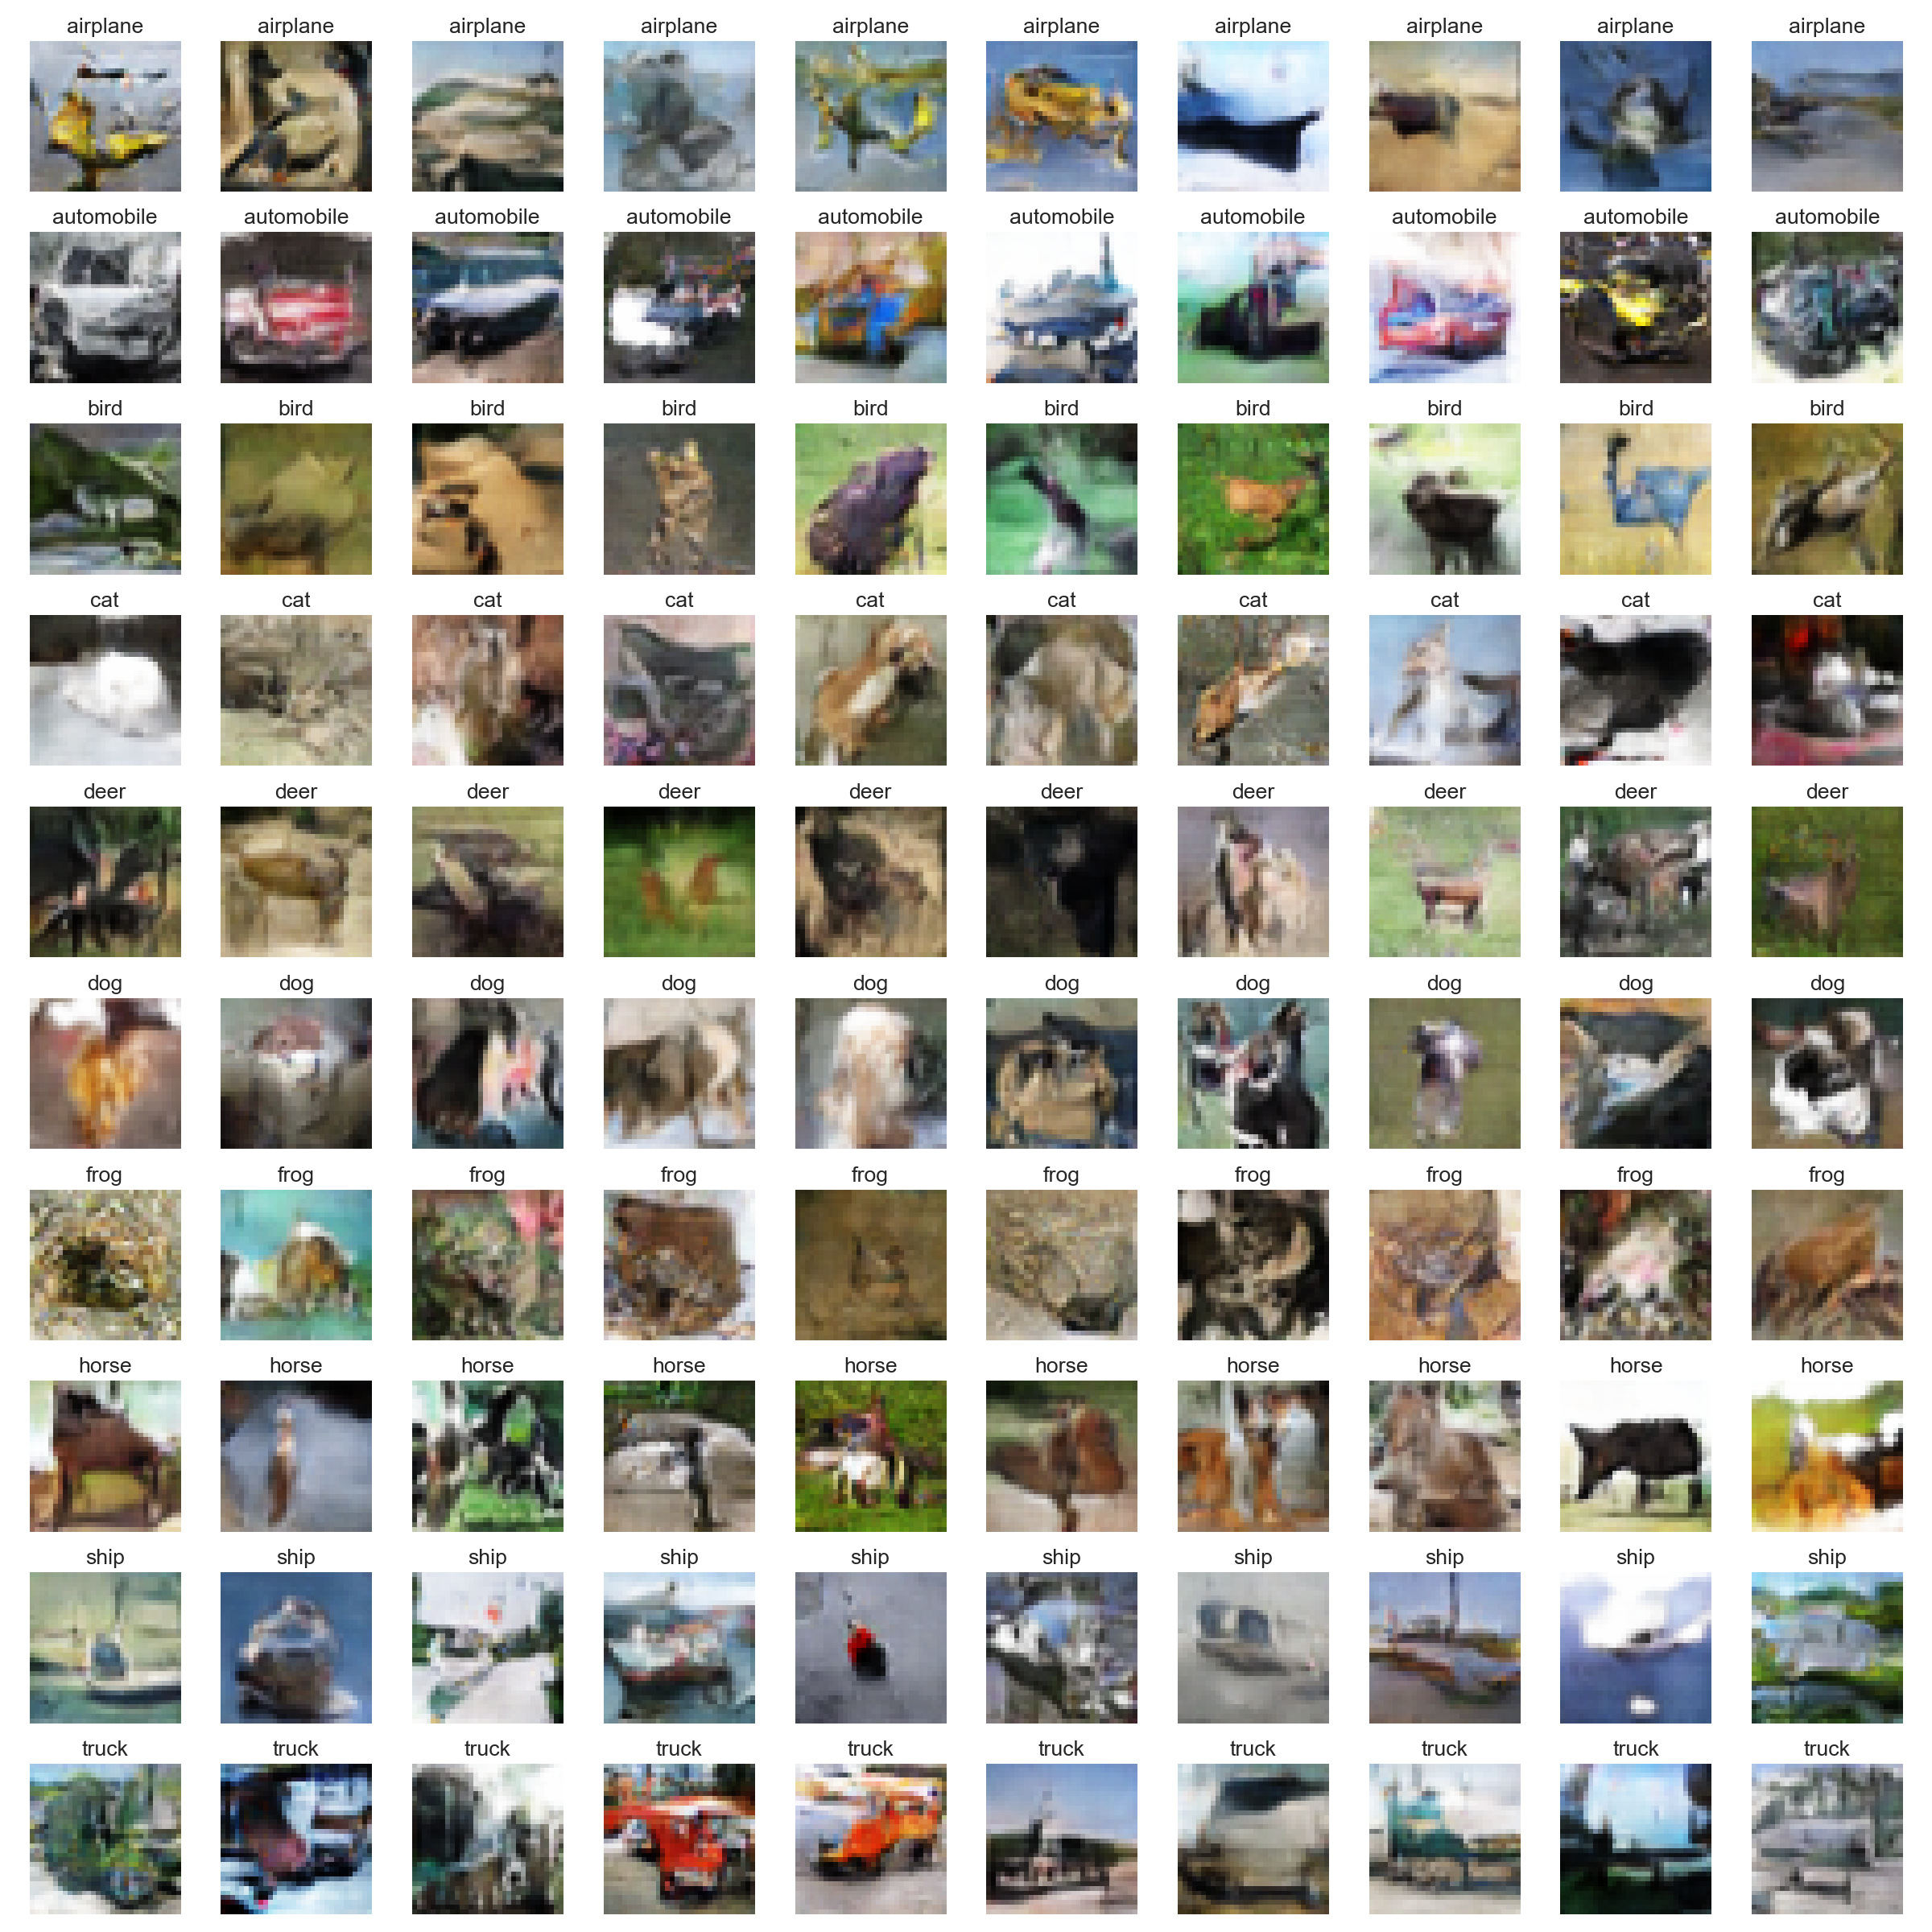 airplane airplane airplane airplane airplane airplane airplane airplane airplane airplane
automobile automobile automobile automobile automobile automobile automobile automobile automobile automobile
bird bird bird bird bird bird bird bird bird bird
cat cat cat cat cat cat cat cat cat cat
deer deer deer deer deer deer deer deer deer deer
dog dog dog dog dog dog dog dog dog dog
frog frog frog frog frog frog frog frog frog frog
horse horse horse horse horse horse horse horse horse horse
ship ship ship ship ship ship ship ship ship ship
truck truck truck truck truck truck truck truck truck truck